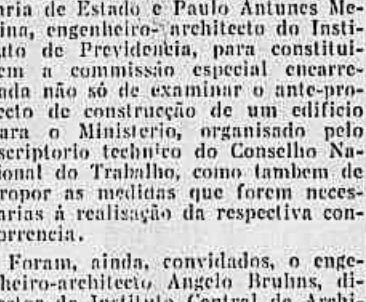 aria de Estado e Paulo Antunes Me-
ina, engenheiro-architecto do Insti-
uto de Previdencia, para constitui-
em a commissão especial encarre-
ada não só de examinar o ante-pro-
ecto de construcção de um edificio
ara o Ministerio, organisado pelo
scriptorio technico do Conselho Na-
ional do Trabalho, como tambem de
ropor as medidas que forem neces-
arias á realisação da respectiva con-
orrencia.
Foram, ainda, convidados, o enge-
heiro-architecto Angelo Bruhns, di-
ector do Instituto Central de Archi-